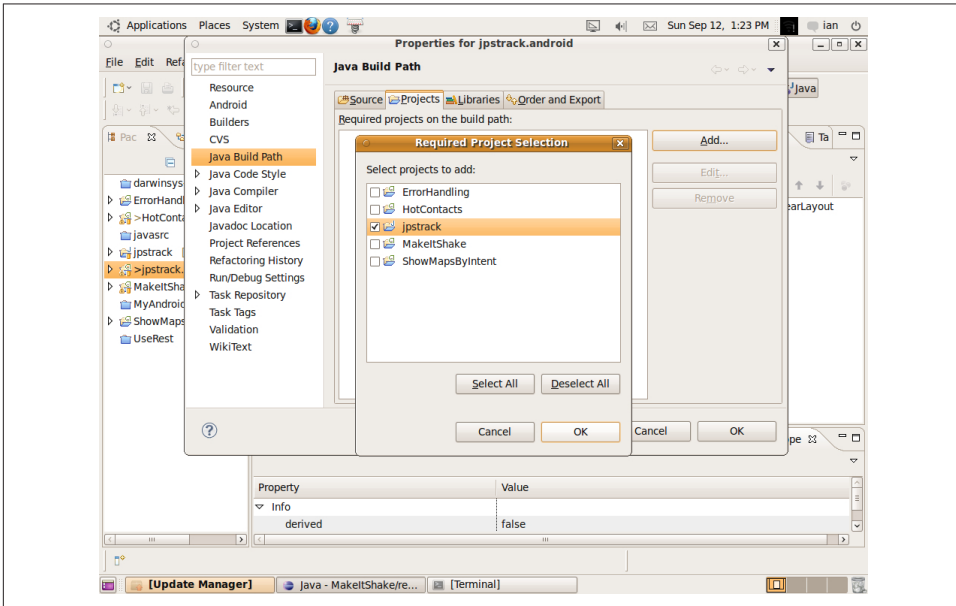 Applications Places System Sun Sep 12, 1:23 PM ian
Properties for jpstrack.android
File Edit Refa
type filter text
Java Build Path
Resource
Android
Builders
CVS
Java Build Path
Java Code Style
Java Compiler
Java Editor
Javadoc Location
Project References
Refactoring History
Run/Debug Settings
Task Repository
Task Tags
Validation
WikiText
Source Projects Libraries Order and Export
Required projects on the build path:
Add...
Edit...
Remove
Required Project Selection
Select projects to add:
ErrorHandling
HotContacts
jpstrack
MakeItShake
ShowMapsByIntent
Select All Deselect All
Cancel OK
Cancel OK
Java
Pac
Ta
darwinsys
ErrorHandl
>HotConta
javasrc
jpstrack
>jpstrack.
MakeItSha
MyAndroid
ShowMaps
UseRest
earLayout
ope
Property Value
Info
derived false
[Update Manager] Java - MakeItShake/re... [Terminal]